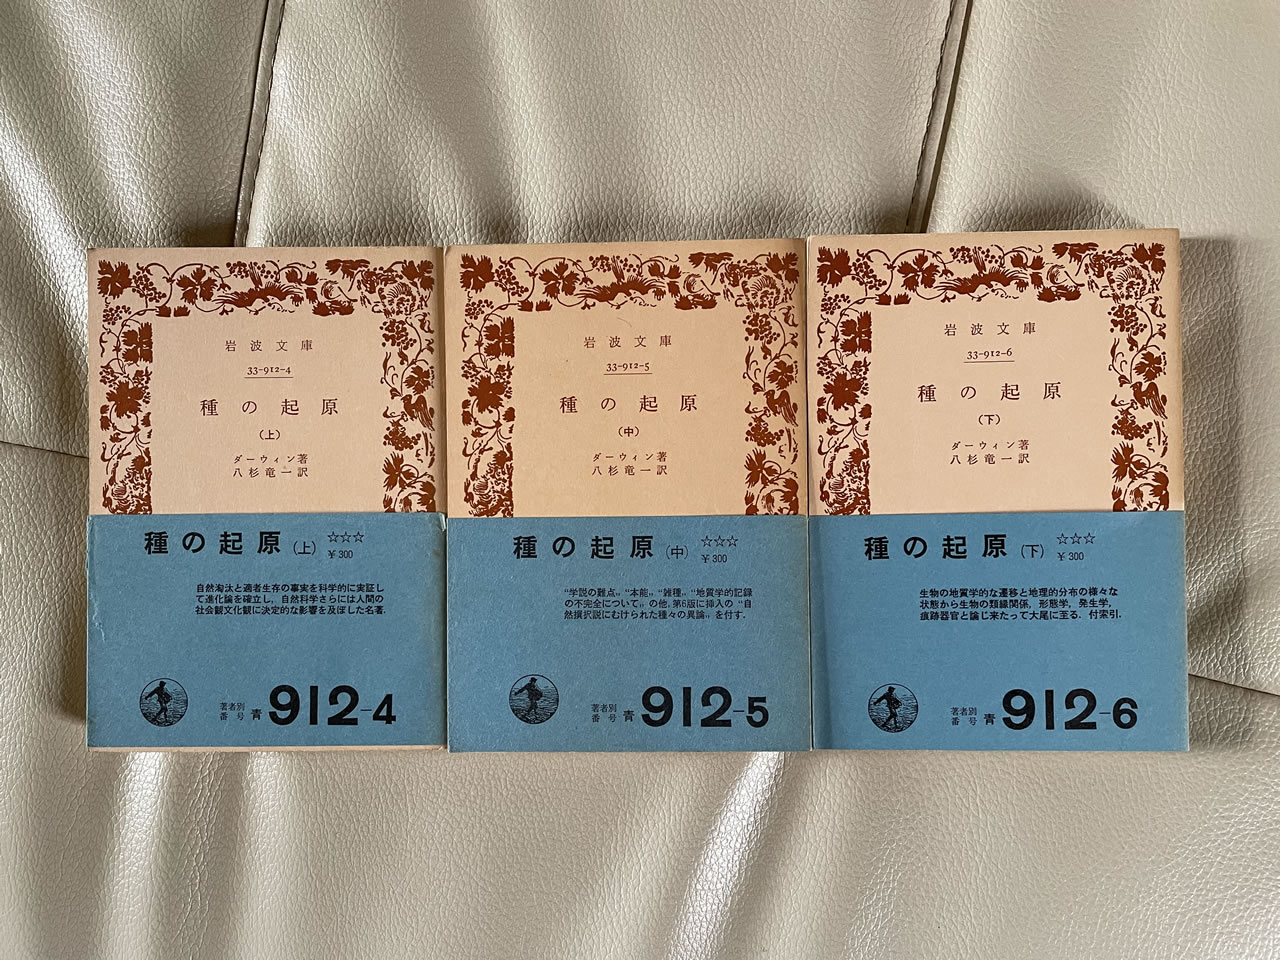 岩波文庫
33-912-4
種の起原
(上)
ダーウィン著
八杉竜一訳
種の起原(上) ☆☆☆
¥300
自然淘汰と適者生存の事実を科学的に実証し
て進化論を確立し，自然科学さらには人間の
社会観文化観に決定的な影響を及ぼした名著．
著者別
番号 青 912-4
岩波文庫
33-912-5
種の起原
(中)
ダーウィン著
八杉竜一訳
種の起原(中) ☆☆☆
¥300
“学説の難点〟“本能〟“雑種〟“地質学的記録
の不完全について〟の他，第6版に挿入の“自
然撰択説にむけられた種々の異論〟を付す．
著者別
番号 青 912-5
岩波文庫
33-912-6
種の起原
(下)
ダーウィン著
八杉竜一訳
種の起原(下) ☆☆☆
¥300
生物の地質学的な遷移と地理的分布の様々な
状態から生物の類縁関係，形態学，発生学，
痕跡器官と論じ来たって大尾に至る．付索引．
著者別
番号 青 912-6